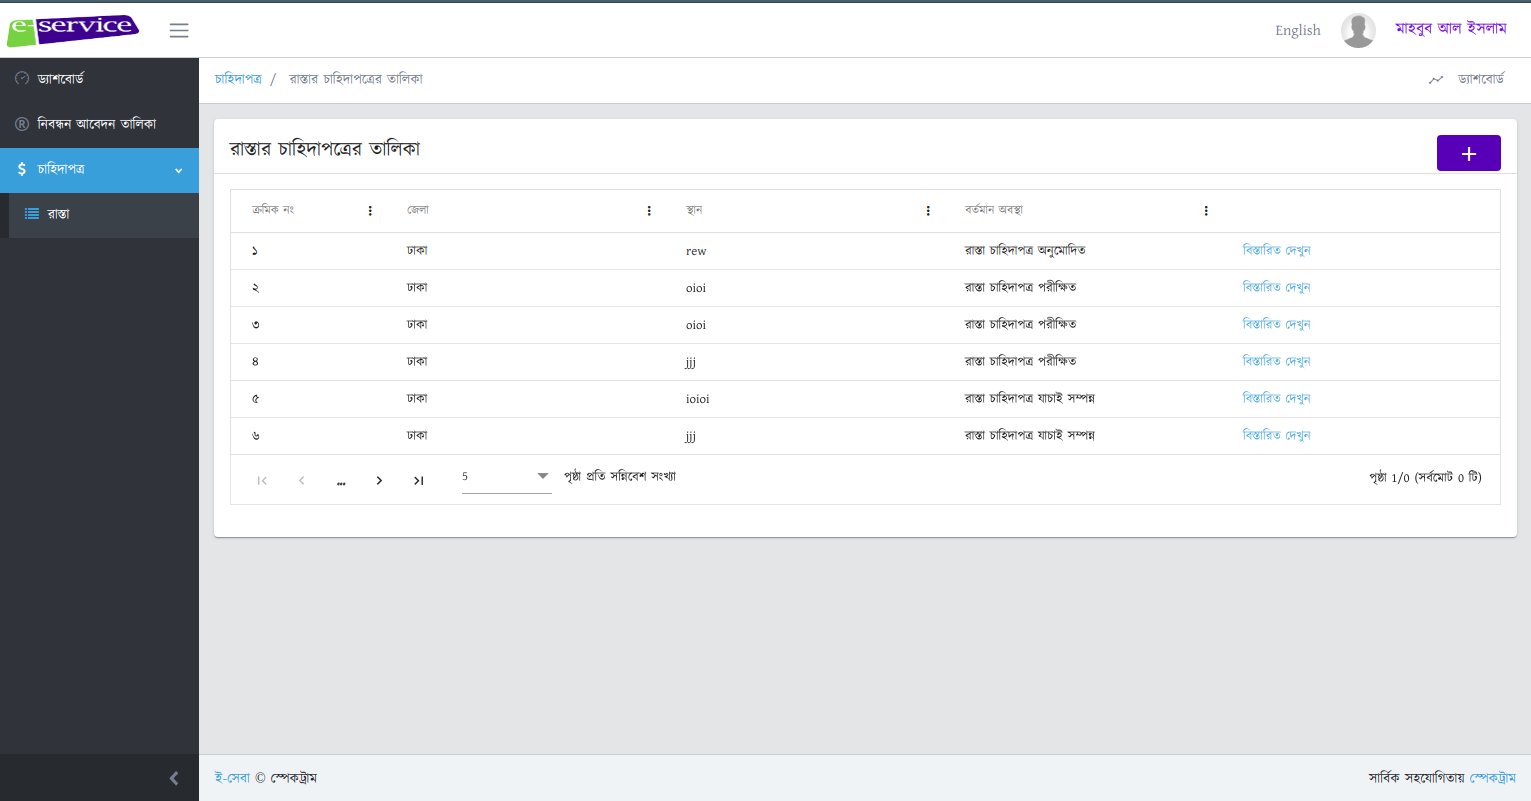 e-service
English
মাহবুব আল ইসলাম
ড্যাশবোর্ড
নিবন্ধন আবেদন তালিকা
চাহিদাপত্র
রাস্তা
চাহিদাপত্র / রাস্তার চাহিদাপত্রের তালিকা
ড্যাশবোর্ড
রাস্তার চাহিদাপত্রের তালিকা
+
ক্রমিক নং জেলা স্থান বর্তমান অবস্থা
১ ঢাকা rew রাস্তা চাহিদাপত্র অনুমোদিত বিস্তারিত দেখুন
২ ঢাকা oioi রাস্তা চাহিদাপত্র পরীক্ষিত বিস্তারিত দেখুন
৩ ঢাকা oioi রাস্তা চাহিদাপত্র পরীক্ষিত বিস্তারিত দেখুন
৪ ঢাকা jjj রাস্তা চাহিদাপত্র পরীক্ষিত বিস্তারিত দেখুন
৫ ঢাকা ioioi রাস্তা চাহিদাপত্র যাচাই সম্পন্ন বিস্তারিত দেখুন
৬ ঢাকা jjj রাস্তা চাহিদাপত্র যাচাই সম্পন্ন বিস্তারিত দেখুন
... 5 পৃষ্ঠা প্রতি সন্নিবেশ সংখ্যা পৃষ্ঠা 1/0 (সর্বমোট 0 টি)
ই-সেবা © স্পেকট্রাম
সার্বিক সহযোগিতায় স্পেকট্রাম